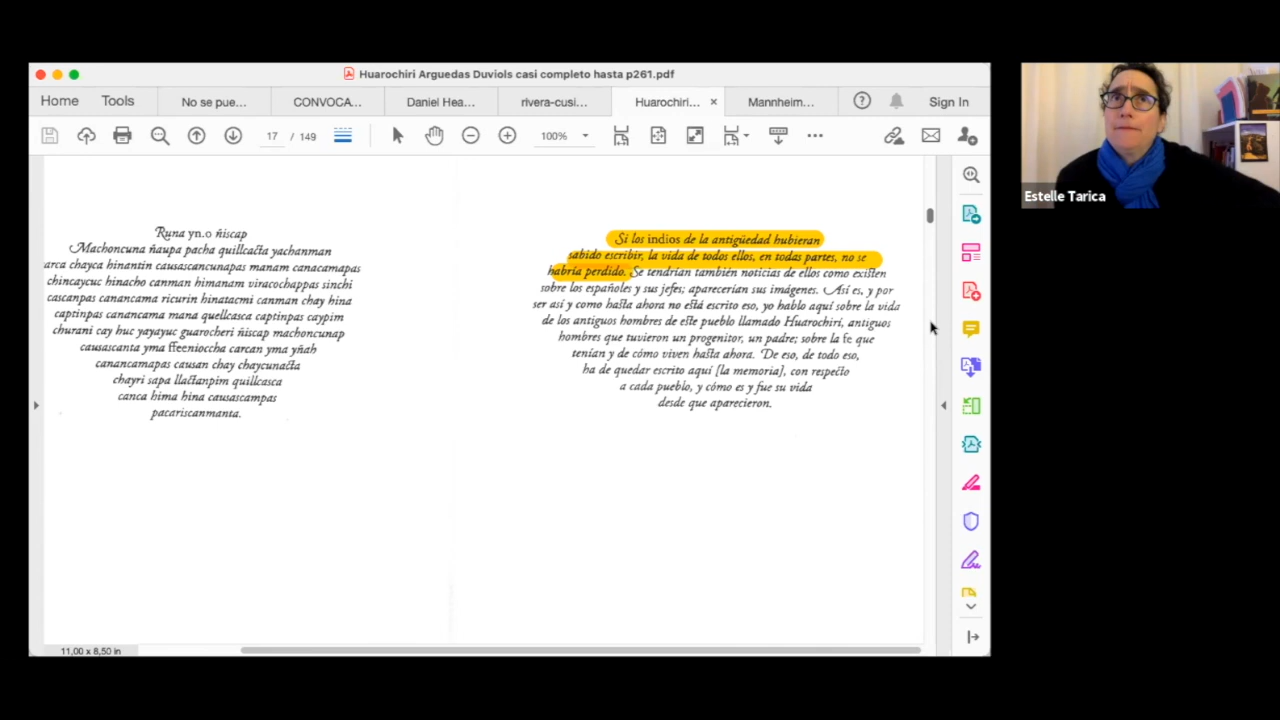 Huarochiri Arguedas Duviols casi completo hasta p261.pdf
Home Tools No se pue... CONVOCA... Daniel Hea... rivera-cusi... Huarochiri... × Mannheim... Sign In
17 / 149 100%
Runa yn.o ñiscap
Machoncuna ñaupa pacha quillcacta yachanman
arca chayca hinantin causascancunapas manam canacamapas
chincaycuc hinacho canman himanam viracochappas sinchi
cascanpas canancama ricurin hinatacmi canman chay hina
captinpas canancama mana quellcasca captinpas caypim
churani cay huc yayayuc guarocheri ñiscap machoncunap
causascanta yma ffeenioccha carcan yma yñah
canancamapas causan chay chaycunacta
chayri sapa llactanpim quillcasca
canca hima hina causascampas
pacariscanmanta.
Si los indios de la antigüedad hubieran
sabido escribir, la vida de todos ellos, en todas partes, no se
habría perdido. Se tendrían también noticias de ellos como existen
sobre los españoles y sus jefes; aparecerían sus imágenes. Así es, y por
ser así y como hasta ahora no está escrito eso, yo hablo aquí sobre la vida
de los antiguos hombres de este pueblo llamado Huarochirí, antiguos
hombres que tuvieron un progenitor, un padre; sobre la fe que
tenían y de cómo viven hasta ahora. De eso, de todo eso,
ha de quedar escrito aquí [la memoria], con respecto
a cada pueblo, y cómo es y fue su vida
desde que aparecieron.
11,00 x 8,50 in
Estelle Tarica